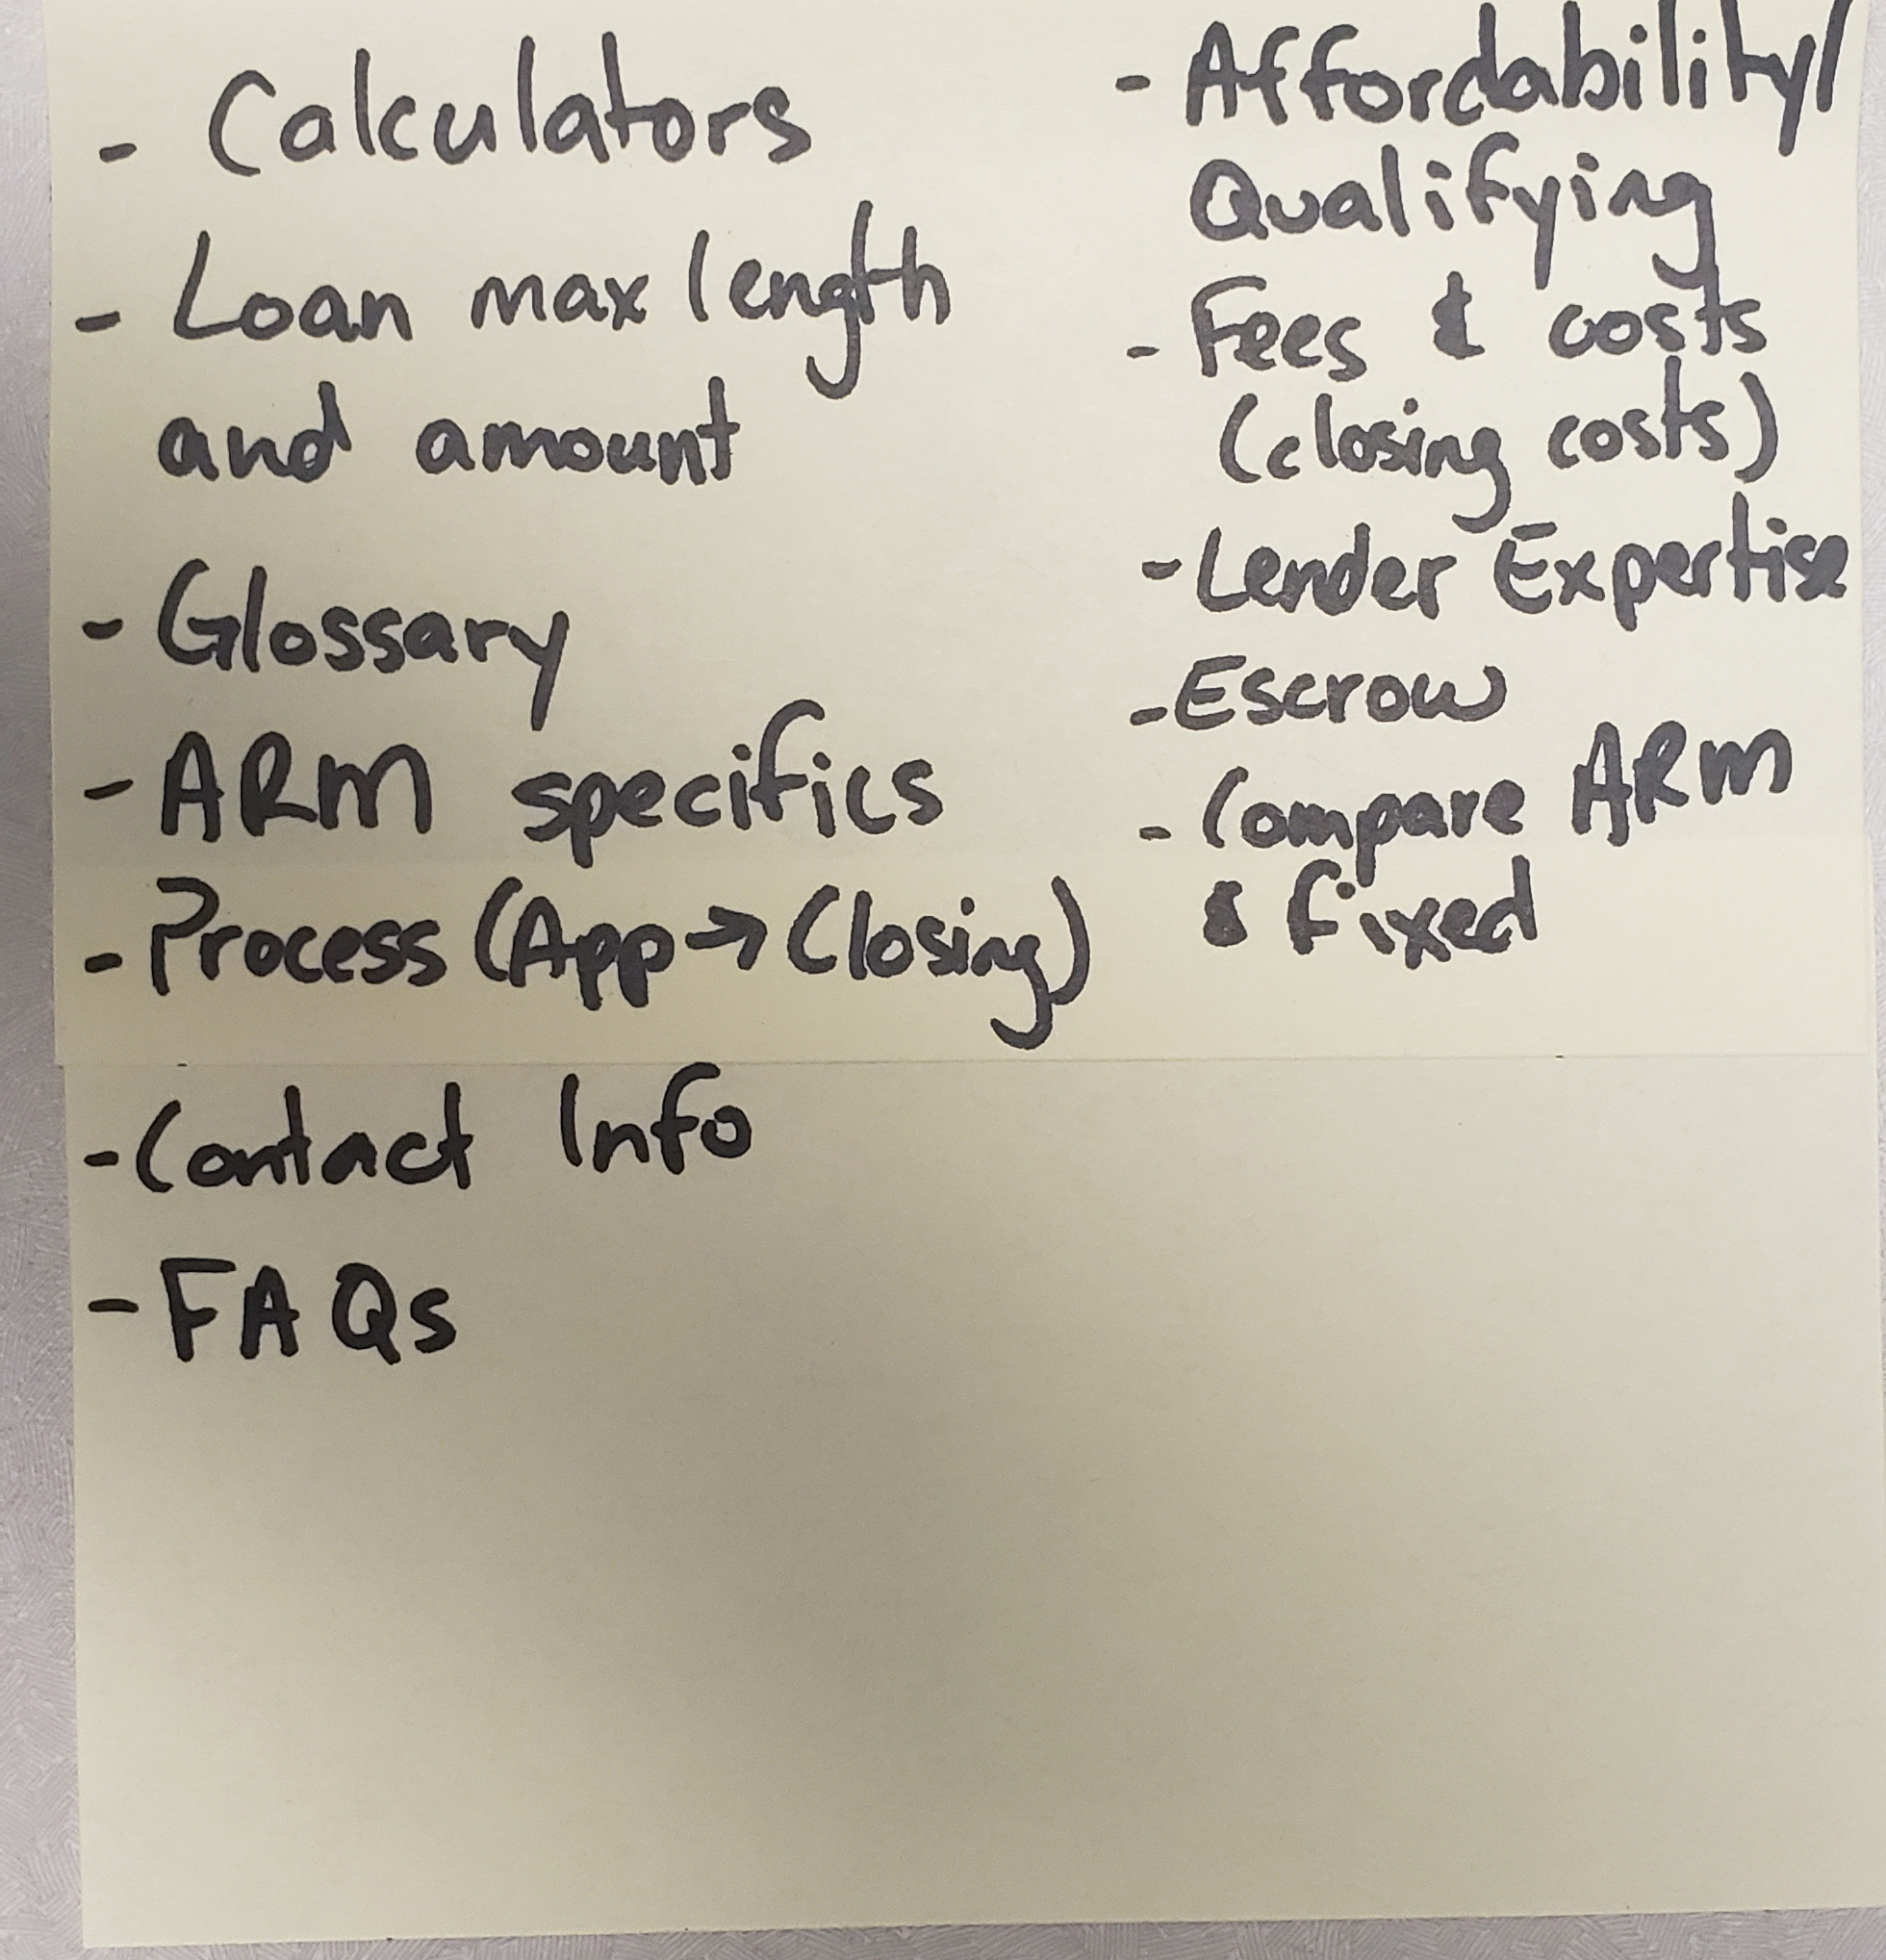 - Calculators
- Loan max length
and amount
- Glossary
- ARM specifics
- Process (App → Closing)
- Contact Info
- FAQs
- Affordability/
Qualifying
- Fees & costs
(closing costs)
- Lender Expertise
- Escrow
- Compare ARM
& fixed